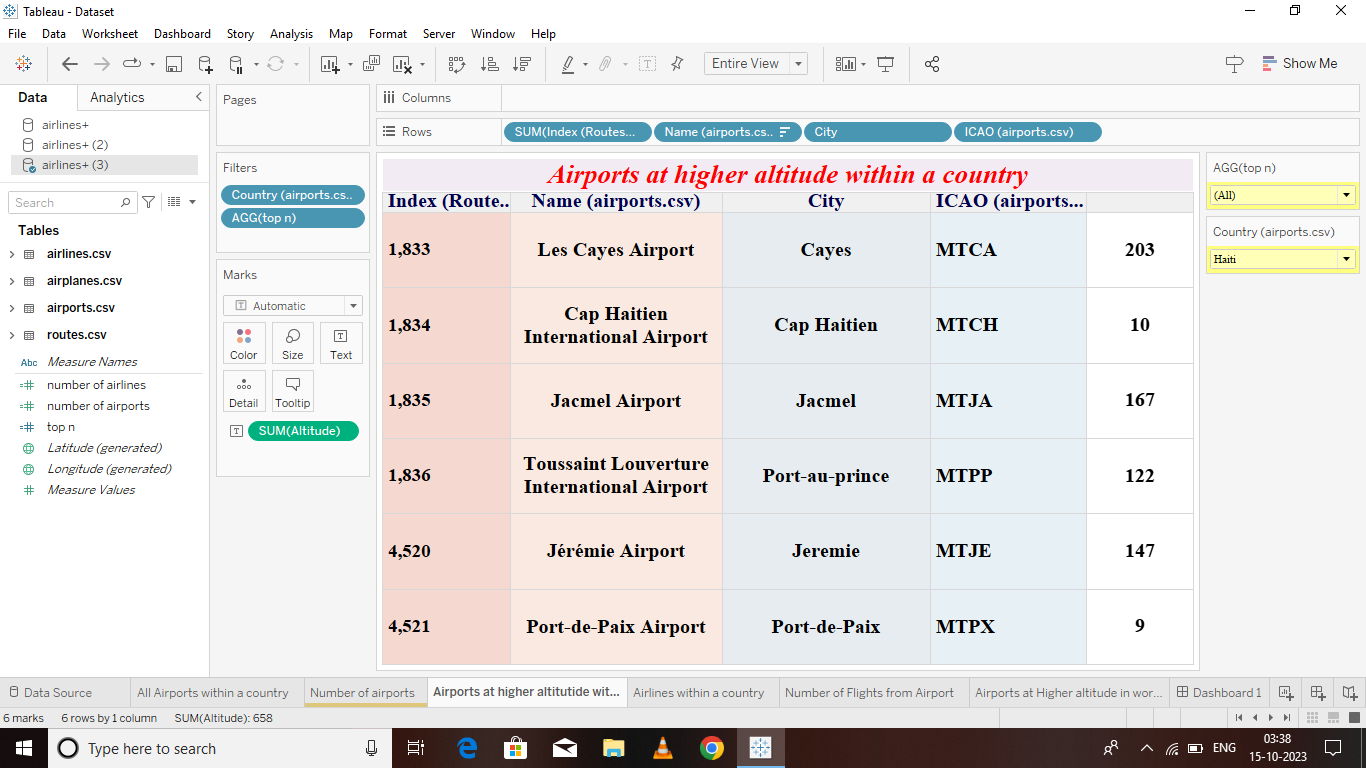 Tableau - Dataset
File Data Worksheet Dashboard Story Analysis Map Format Server Window Help
Entire View
Show Me
Data Analytics
airlines+
airlines+ (2)
airlines+ (3)
Search
Tables
airlines.csv
airplanes.csv
airports.csv
routes.csv
Abc Measure Names
number of airlines
number of airports
top n
Latitude (generated)
Longitude (generated)
Measure Values
Pages
Filters
Country (airports.cs..
AGG(top n)
Marks
Automatic
Color Size Text
Detail Tooltip
SUM(Altitude)
Columns
Rows SUM(Index (Routes... Name (airports.cs.. City ICAO (airports.csv)
Airports at higher altitude within a country
Index (Route.. Name (airports.csv) City ICAO (airports...
1,833 Les Cayes Airport Cayes MTCA 203
1,834 Cap Haitien International Airport Cap Haitien MTCH 10
1,835 Jacmel Airport Jacmel MTJA 167
1,836 Toussaint Louverture International Airport Port-au-prince MTPP 122
4,520 Jérémie Airport Jeremie MTJE 147
4,521 Port-de-Paix Airport Port-de-Paix MTPX 9
AGG(top n)
(All)
Country (airports.csv)
Haiti
Data Source All Airports within a country Number of airports Airports at higher altitutide wit... Airlines within a country Number of Flights from Airport Airports at Higher altitude in wor... Dashboard 1
6 marks 6 rows by 1 column SUM(Altitude): 658
Type here to search
ENG
03:38
15-10-2023